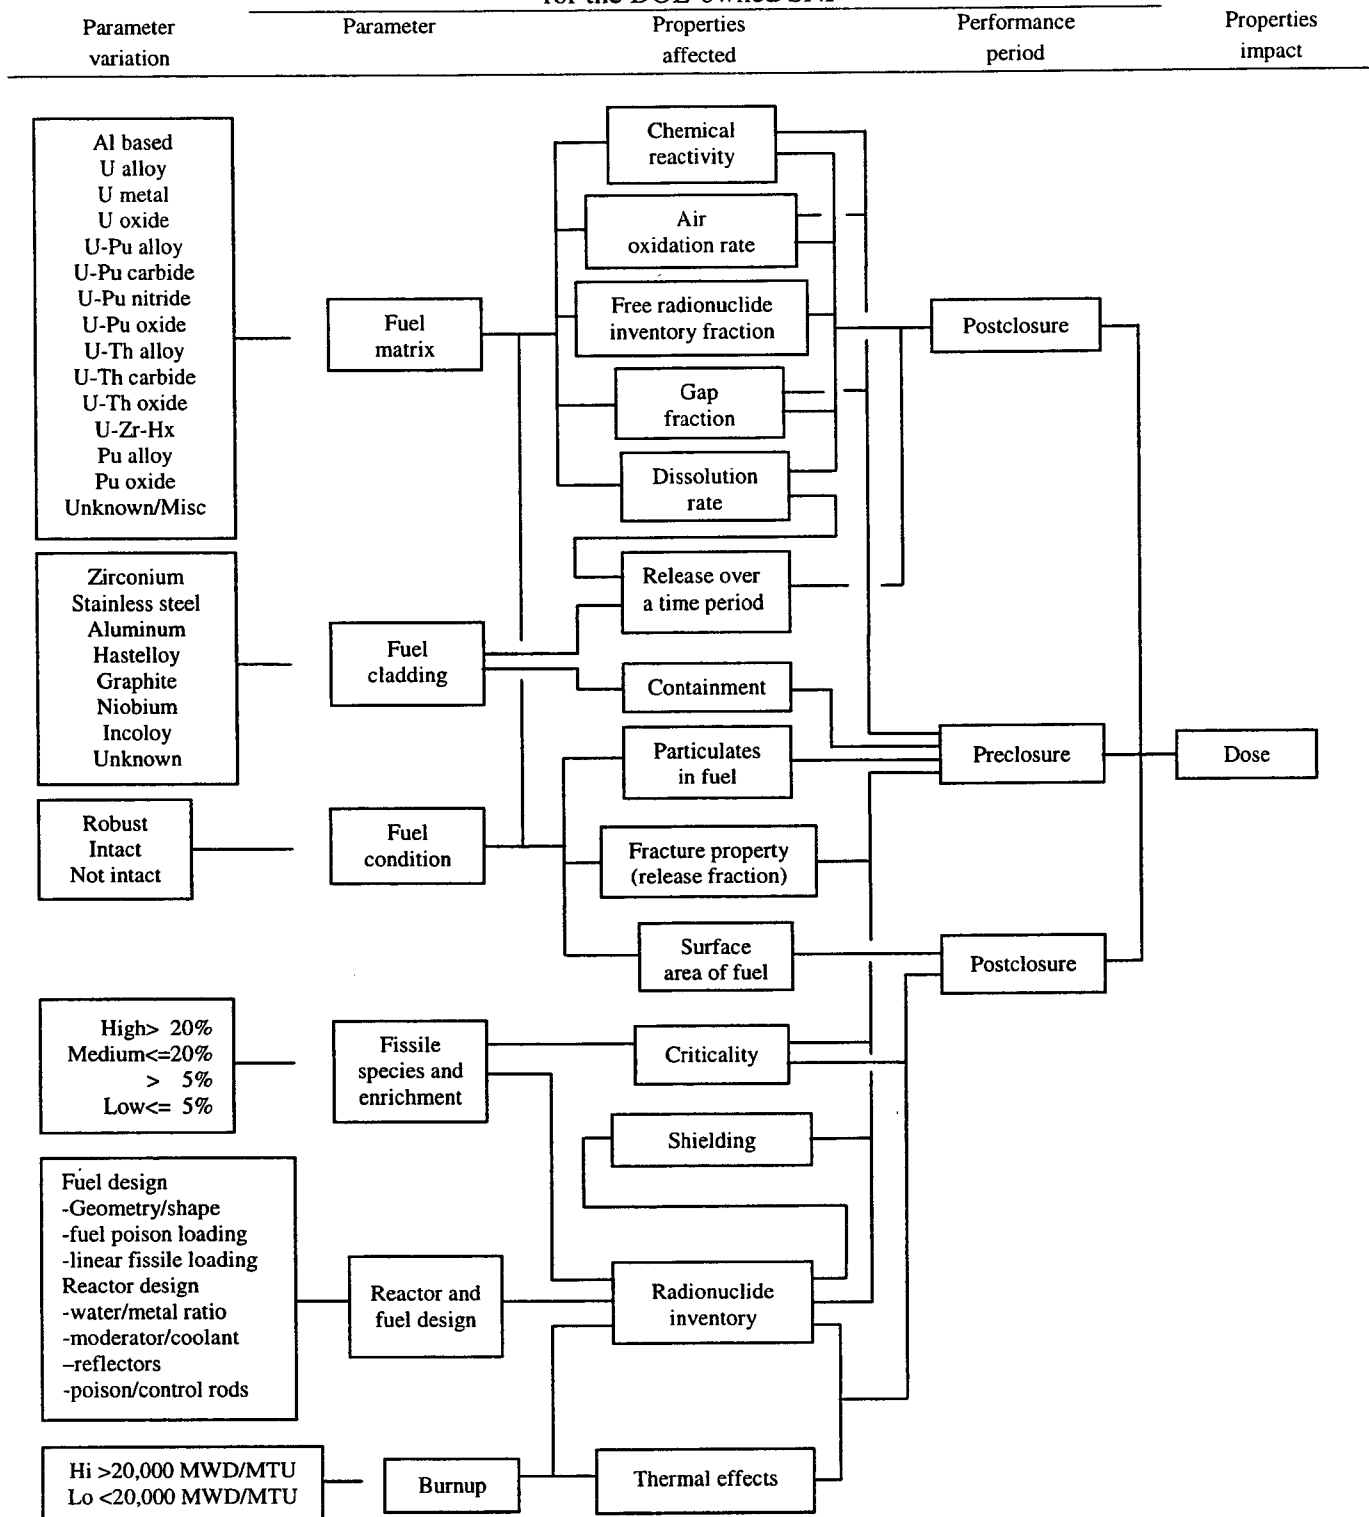 for the DOE-owned SNF
Parameter
variation
Parameter
Properties
affected
Performance
period
Properties
impact
Al based
U alloy
U metal
U oxide
U-Pu alloy
U-Pu carbide
U-Pu nitride
U-Pu oxide
U-Th alloy
U-Th carbide
U-Th oxide
U-Zr-Hx
Pu alloy
Pu oxide
Unknown/Misc
Fuel
matrix
Chemical
reactivity
Air
oxidation rate
Free radionuclide
inventory fraction
Gap
fraction
Dissolution
rate
Postclosure
Zirconium
Stainless steel
Aluminum
Hastelloy
Graphite
Niobium
Incoloy
Unknown
Fuel
cladding
Release over
a time period
Containment
Particulates
in fuel
Preclosure
Dose
Robust
Intact
Not intact
Fuel
condition
Fracture property
(release fraction)
Surface
area of fuel
Postclosure
High> 20%
Medium<=20%
> 5%
Low<= 5%
Fissile
species and
enrichment
Criticality
Shielding
Fuel design
-Geometry/shape
-fuel poison loading
-linear fissile loading
Reactor design
-water/metal ratio
-moderator/coolant
–reflectors
-poison/control rods
Reactor and
fuel design
Radionuclide
inventory
Hi >20,000 MWD/MTU
Lo <20,000 MWD/MTU
Burnup
Thermal effects